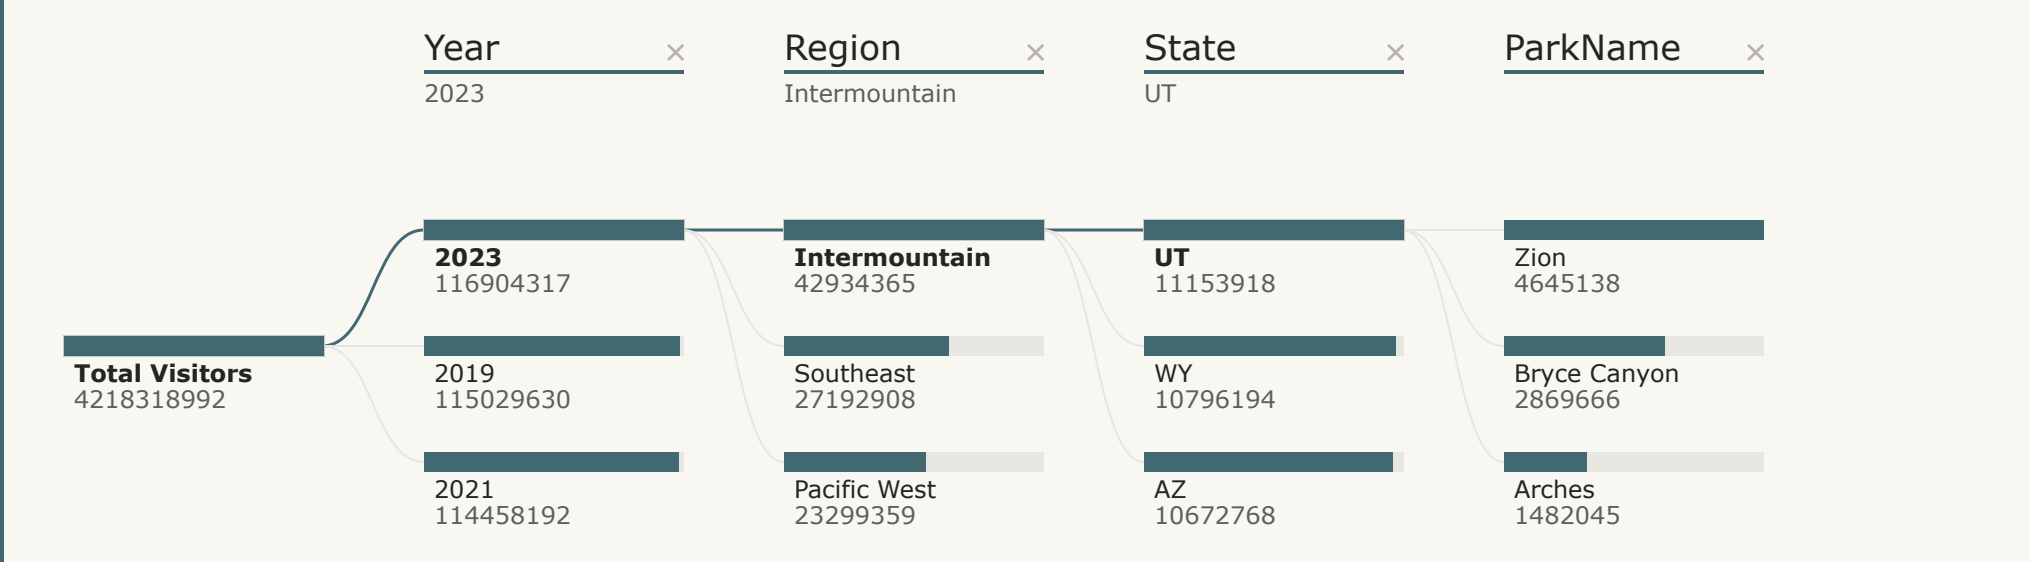 Year ×
2023
Region ×
Intermountain
State ×
UT
ParkName ×
Total Visitors
4218318992
2023
116904317
2019
115029630
2021
114458192
Intermountain
42934365
Southeast
27192908
Pacific West
23299359
UT
11153918
WY
10796194
AZ
10672768
Zion
4645138
Bryce Canyon
2869666
Arches
1482045